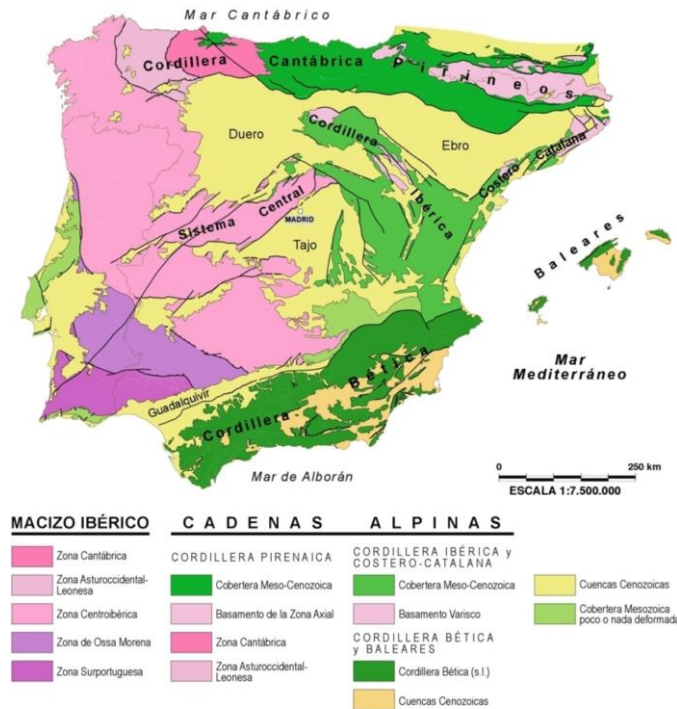 Mar Cantábrico
Cordillera Cantábrica Pirineos
Duero
Cordillera Ibérica
Ebro
Costero Catalana
Sistema Central
MADRID
Tajo
Baleares
Mar
Mediterráneo
Guadalquivir
Cordillera Bética
Mar de Alborán
0 250 km
ESCALA 1:7.500.000
MACIZO IBÉRICO
Zona Cantábrica
Zona Asturoccidental-
Leonesa
Zona Centroibérica
Zona de Ossa Morena
Zona Surportuguesa
CADENAS ALPINAS
CORDILLERA PIRENAICA
Cobertera Meso-Cenozoica
Basamento de la Zona Axial
Zona Cantábrica
Zona Asturoccidental-
Leonesa
CORDILLERA IBÉRICA y
COSTERO-CATALANA
Cobertera Meso-Cenozoica
Basamento Varisco
CORDILLERA BÉTICA
y BALEARES
Cordillera Bética (s.l.)
Cuencas Cenozoicas
Cuencas Cenozoicas
Cobertera Mesozoica
poco o nada deformada